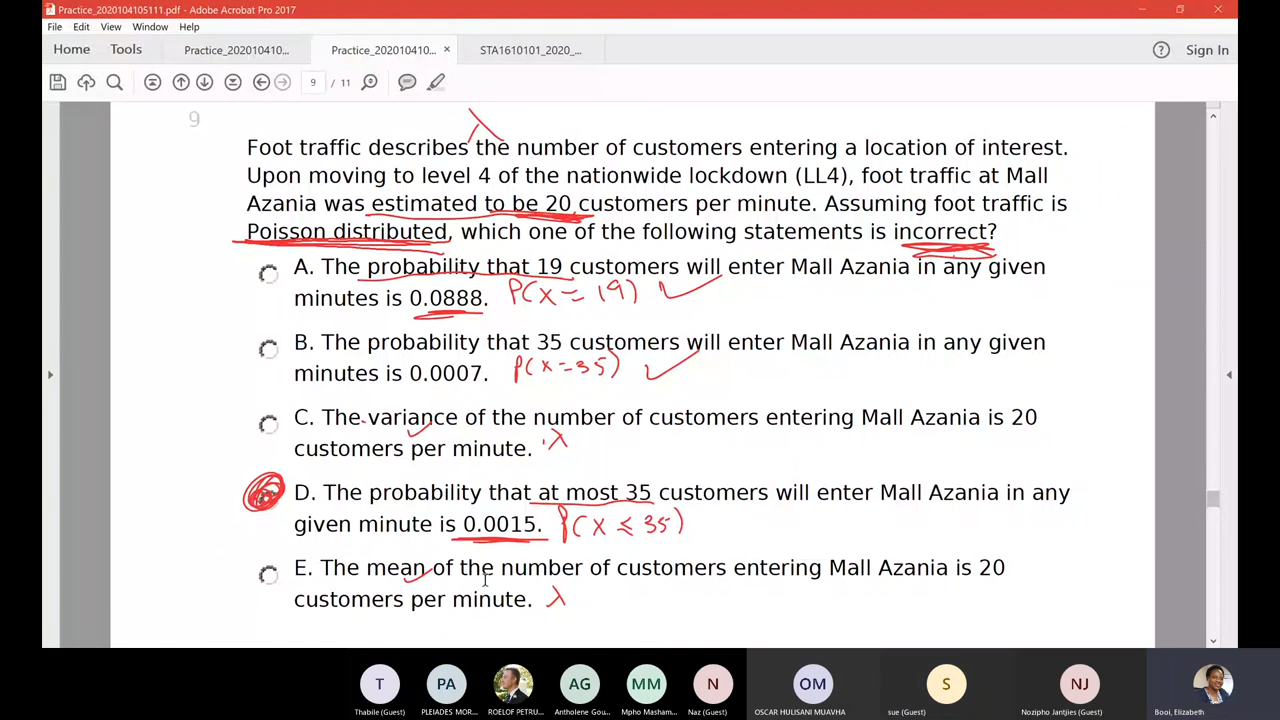 Practice_2020104105111.pdf - Adobe Acrobat Pro 2017
File Edit View Window Help
Home Tools Practice_202010410... Practice_202010410... × STA1610101_2020_... Sign In
9 / 11
9
λ
Foot traffic describes the number of customers entering a location of interest.
Upon moving to level 4 of the nationwide lockdown (LL4), foot traffic at Mall
Azania was estimated to be 20 customers per minute. Assuming foot traffic is
Poisson distributed, which one of the following statements is incorrect?
A. The probability that 19 customers will enter Mall Azania in any given
minutes is 0.0888. P(X = 19)
B. The probability that 35 customers will enter Mall Azania in any given
minutes is 0.0007. P(X=35)
C. The variance of the number of customers entering Mall Azania is 20
customers per minute. λ
D. The probability that at most 35 customers will enter Mall Azania in any
given minute is 0.0015. P(X ≤ 35)
E. The mean of the number of customers entering Mall Azania is 20
customers per minute. λ
T PA AG MM N OM S NJ
Thabile (Guest) PLEIADES MOR... ROELOF PETRU... Antholene Gou... Mpho Masham... Naz (Guest) OSCAR HULISANI MUAVHA sue (Guest) Nozipho Jantjies (Guest) Booi, Elizabeth